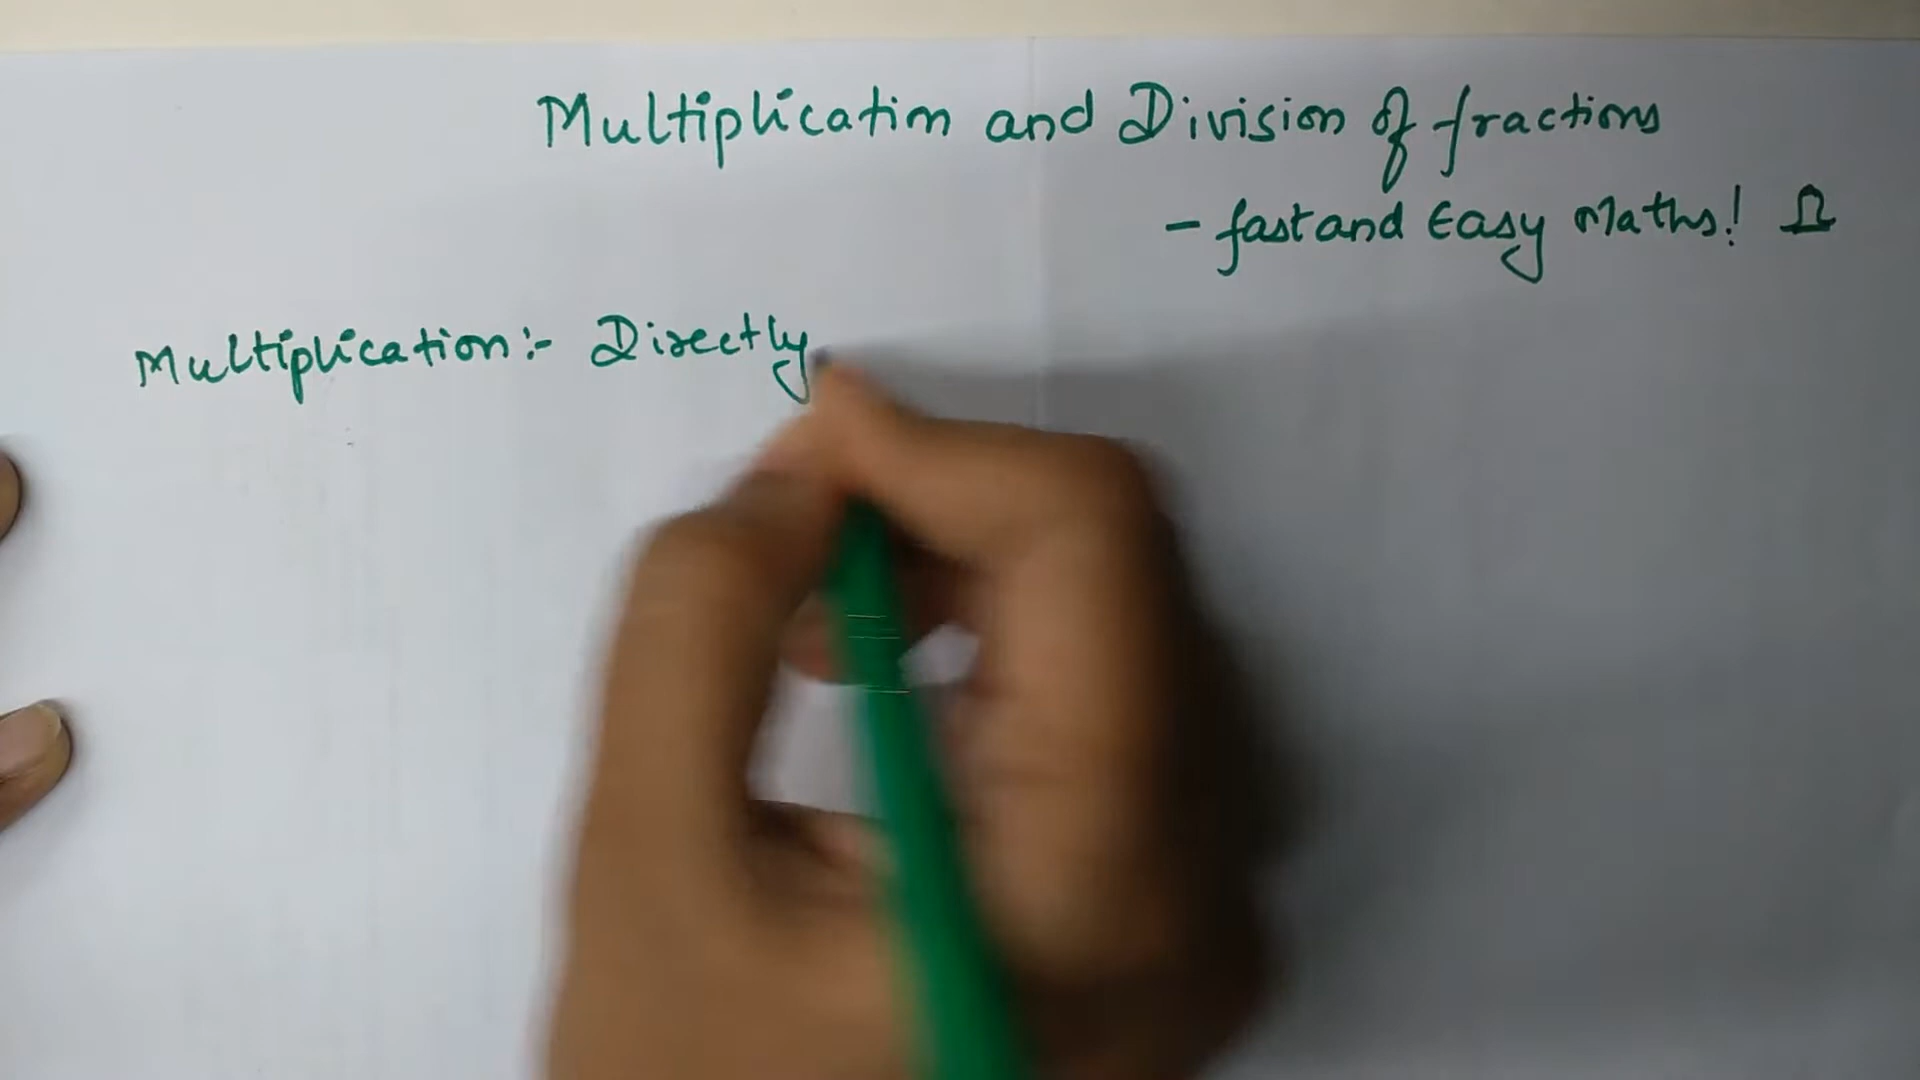 Multiplication and Division of fractions
- fast and Easy Maths! Ω
Multiplication:- Directly